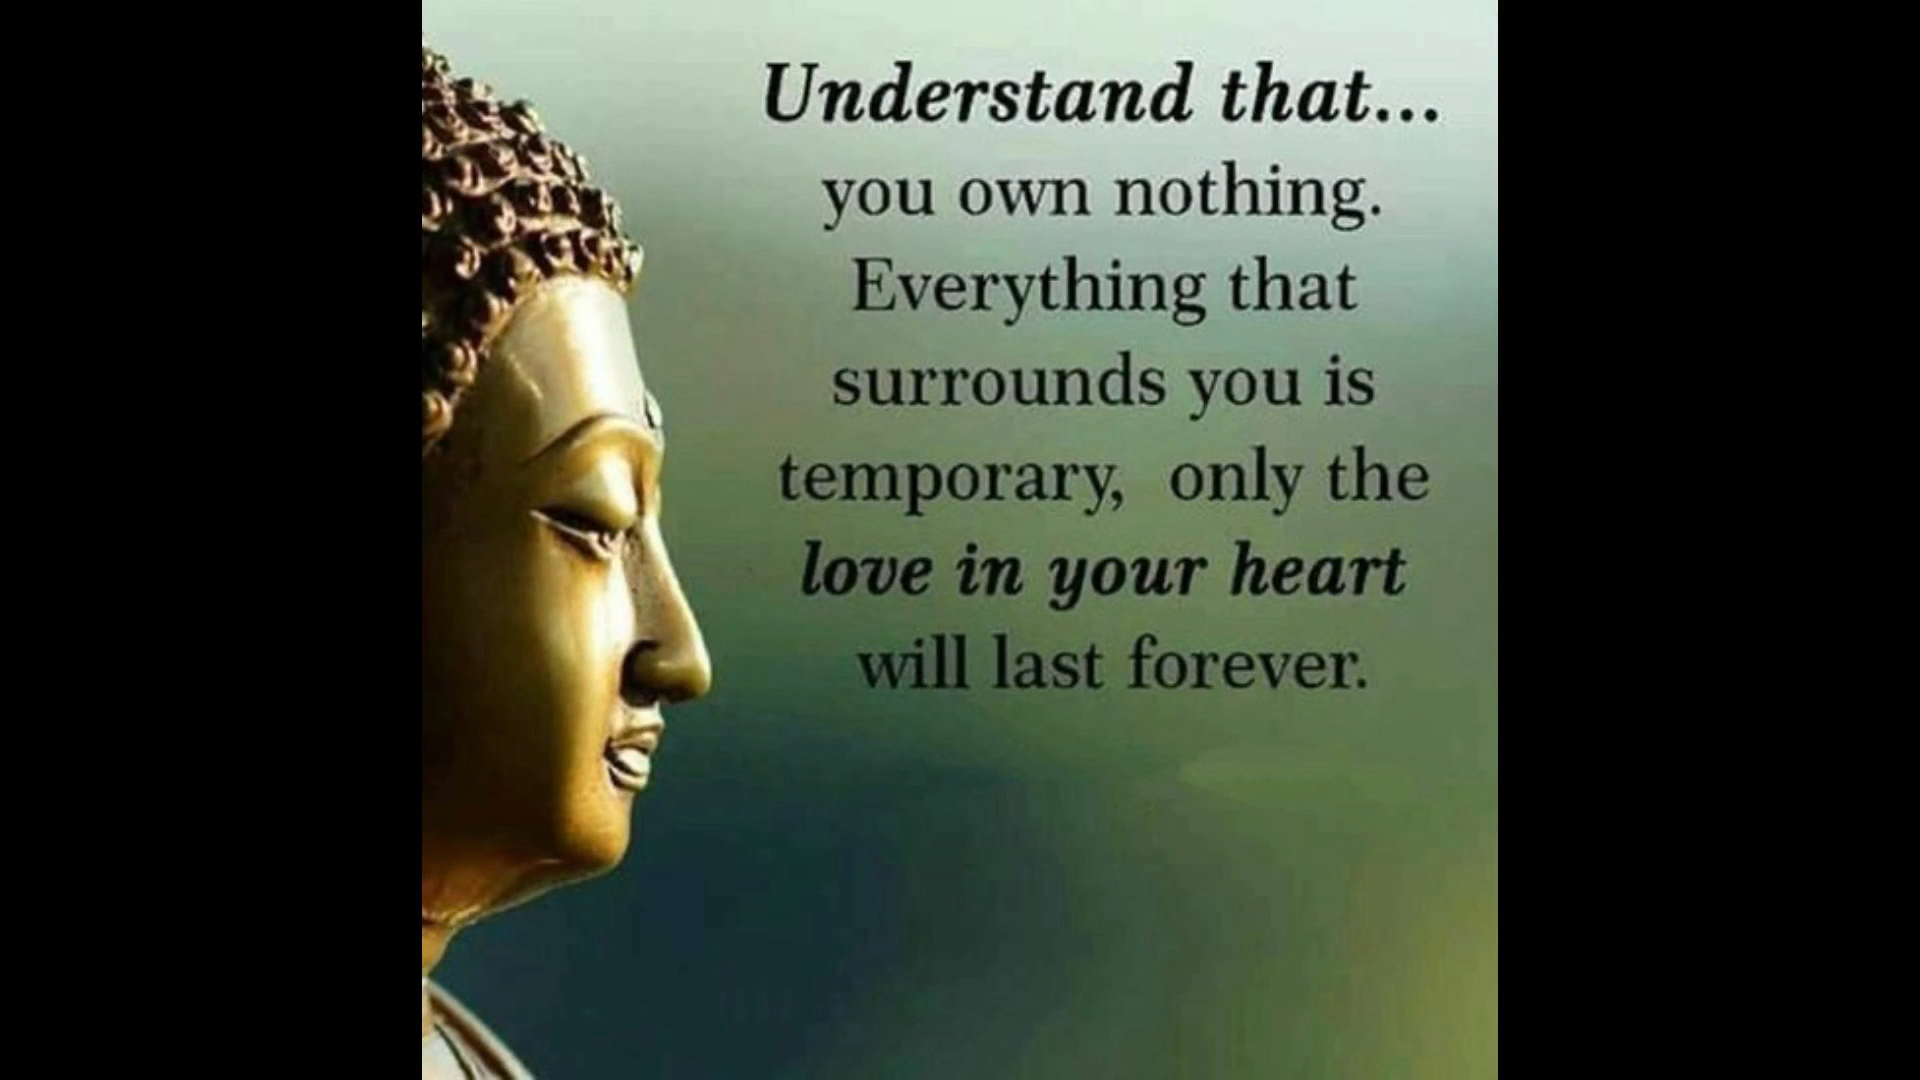 Understand that...
you own nothing.
Everything that
surrounds you is
temporary, only the
love in your heart
will last forever.